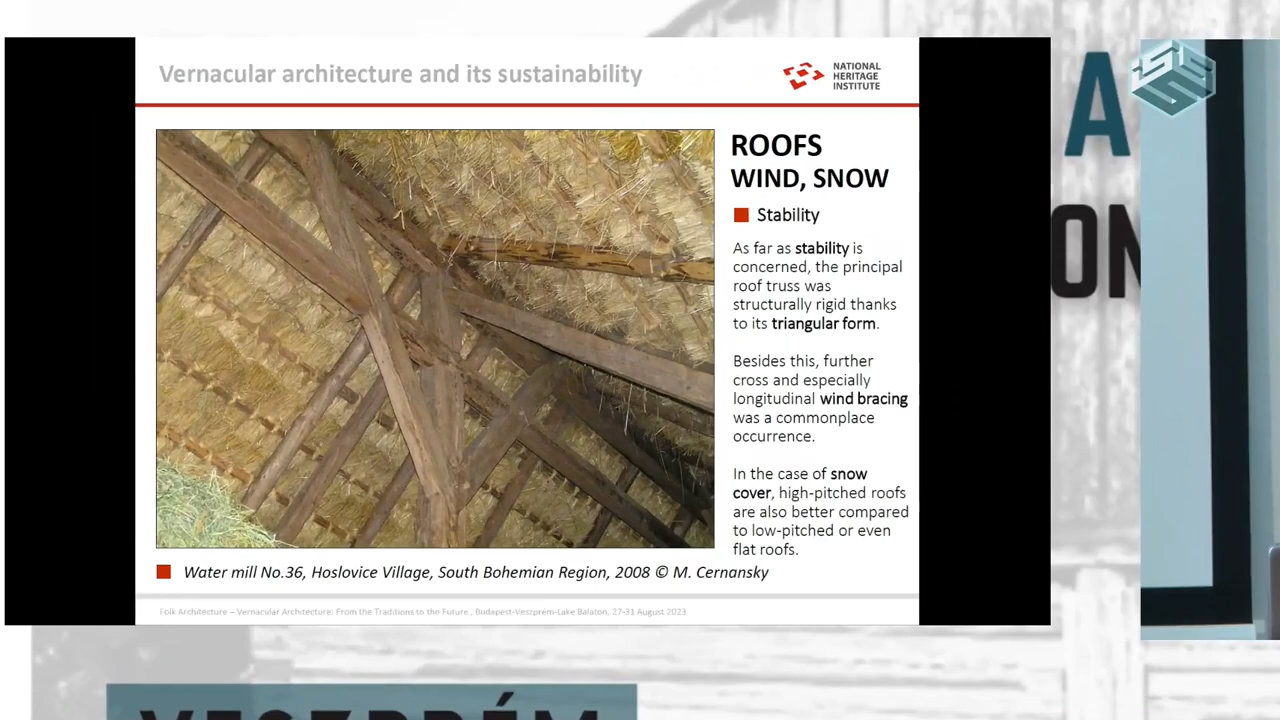 Vernacular architecture and its sustainability
NATIONAL
HERITAGE
INSTITUTE
ROOFS
WIND, SNOW
Stability
As far as stability is
concerned, the principal
roof truss was
structurally rigid thanks
to its triangular form.
Besides this, further
cross and especially
longitudinal wind bracing
was a commonplace
occurrence.
In the case of snow
cover, high-pitched roofs
are also better compared
to low-pitched or even
flat roofs.
Water mill No.36, Hoslovice Village, South Bohemian Region, 2008 © M. Cernansky
Folk Architecture – Vernacular Architecture: From the Traditions to the Future , Budapest-Veszprém-Lake Balaton, 27-31 August 2023
A
ON
VESZPRÉM